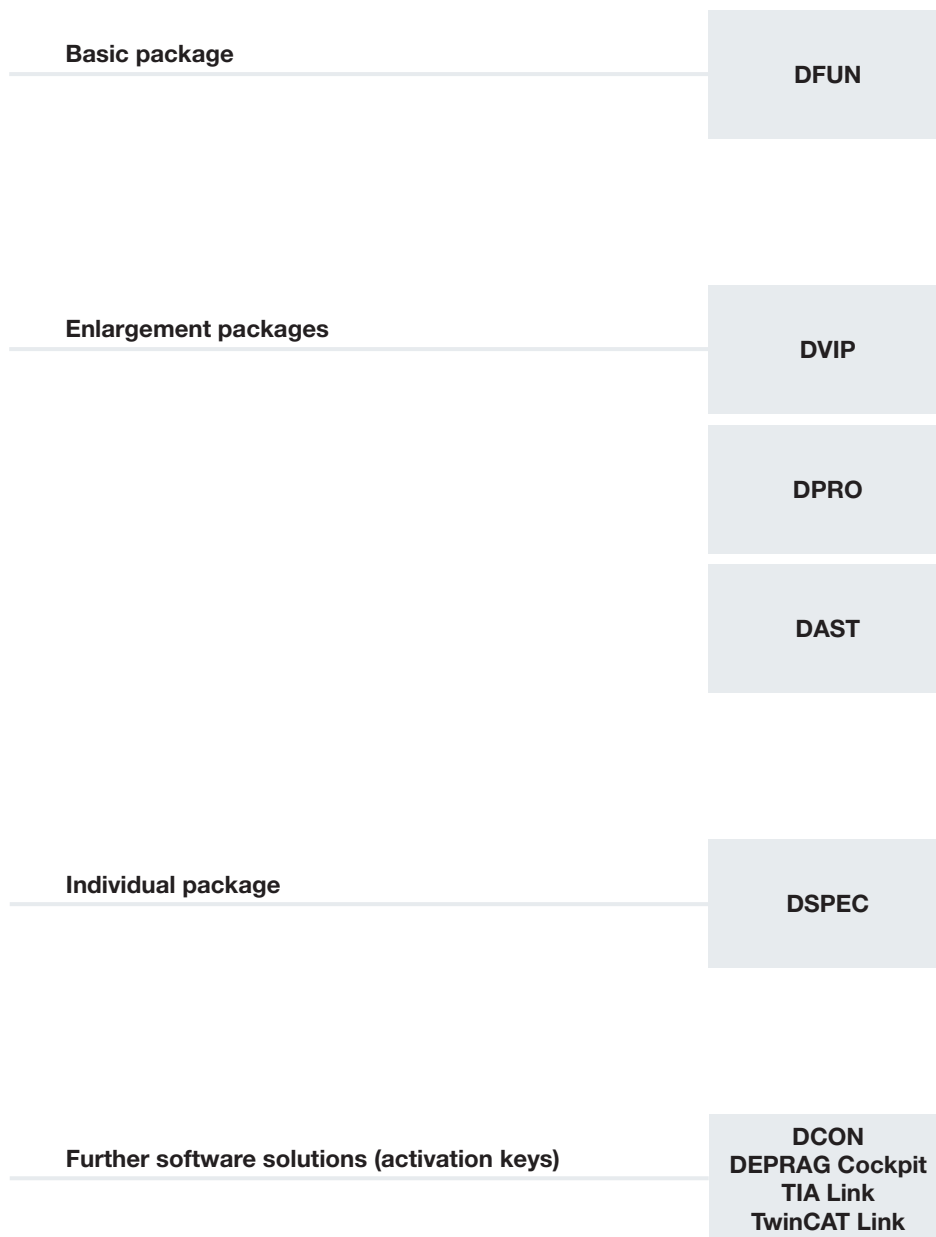 Basic package
DFUN
Enlargement packages
DVIP
DPRO
DAST
Individual package
DSPEC
Further software solutions (activation keys)
DCON
DEPRAG Cockpit
TIA Link
TwinCAT Link